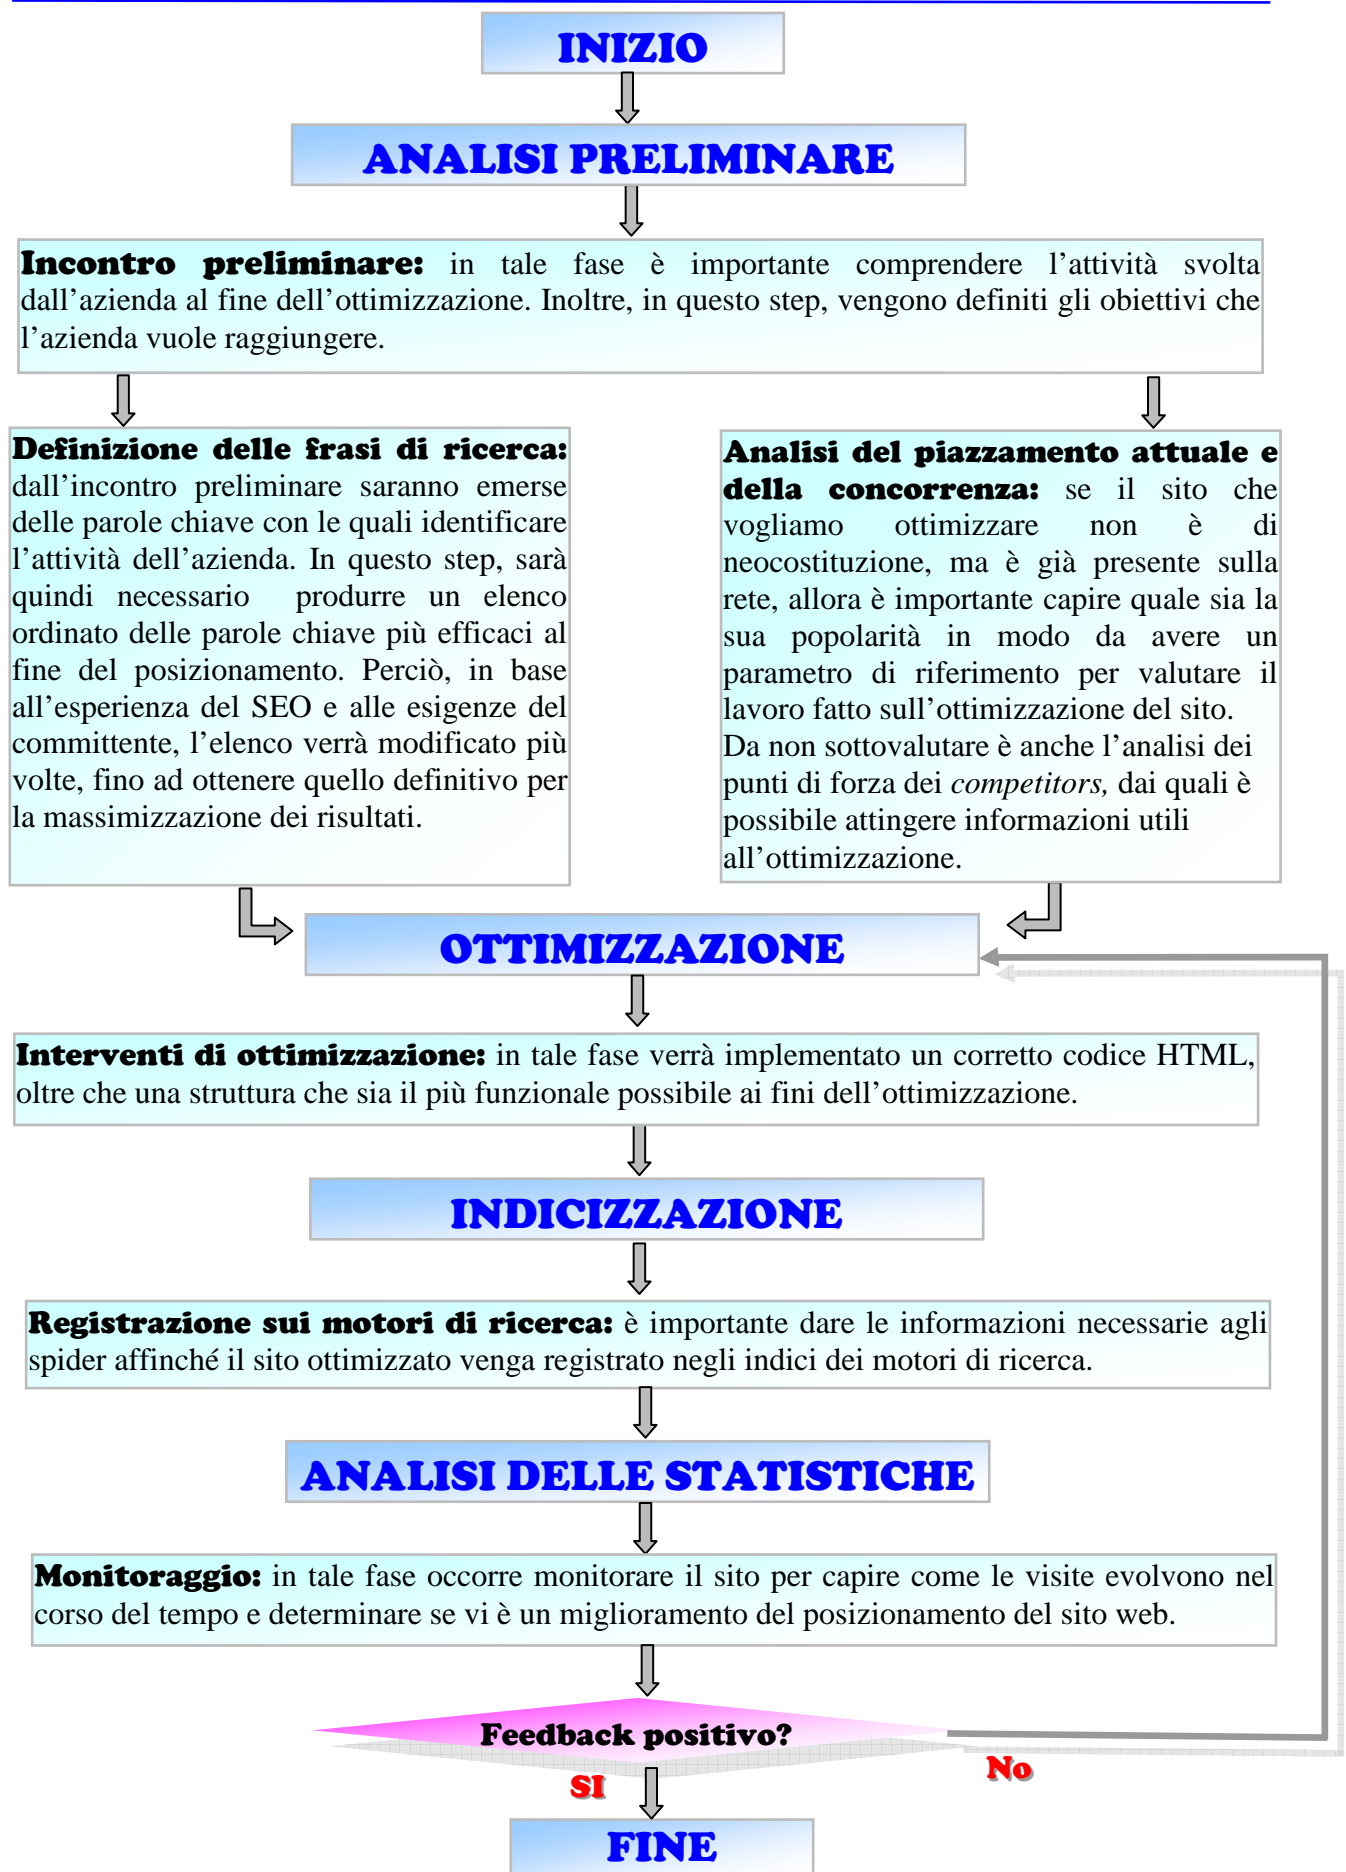 INIZIO
ANALISI PRELIMINARE
Incontro preliminare: in tale fase è importante comprendere l’attività svolta
dall’azienda al fine dell’ottimizzazione. Inoltre, in questo step, vengono definiti gli obiettivi che
l’azienda vuole raggiungere.
Definizione delle frasi di ricerca:
dall’incontro preliminare saranno emerse
delle parole chiave con le quali identificare
l’attività dell’azienda. In questo step, sarà
quindi necessario produrre un elenco
ordinato delle parole chiave più efficaci al
fine del posizionamento. Perciò, in base
all’esperienza del SEO e alle esigenze del
committente, l’elenco verrà modificato più
volte, fino ad ottenere quello definitivo per
la massimizzazione dei risultati.
Analisi del piazzamento attuale e
della concorrenza: se il sito che
vogliamo ottimizzare non è di
neocostituzione, ma è già presente sulla
rete, allora è importante capire quale sia la
sua popolarità in modo da avere un
parametro di riferimento per valutare il
lavoro fatto sull’ottimizzazione del sito.
Da non sottovalutare è anche l’analisi dei
punti di forza dei competitors, dai quali è
possibile attingere informazioni utili
all’ottimizzazione.
OTTIMIZZAZIONE
Interventi di ottimizzazione: in tale fase verrà implementato un corretto codice HTML,
oltre che una struttura che sia il più funzionale possibile ai fini dell’ottimizzazione.
INDICIZZAZIONE
Registrazione sui motori di ricerca: è importante dare le informazioni necessarie agli
spider affinché il sito ottimizzato venga registrato negli indici dei motori di ricerca.
ANALISI DELLE STATISTICHE
Monitoraggio: in tale fase occorre monitorare il sito per capire come le visite evolvono nel
corso del tempo e determinare se vi è un miglioramento del posizionamento del sito web.
Feedback positivo?
No
SI
FINE